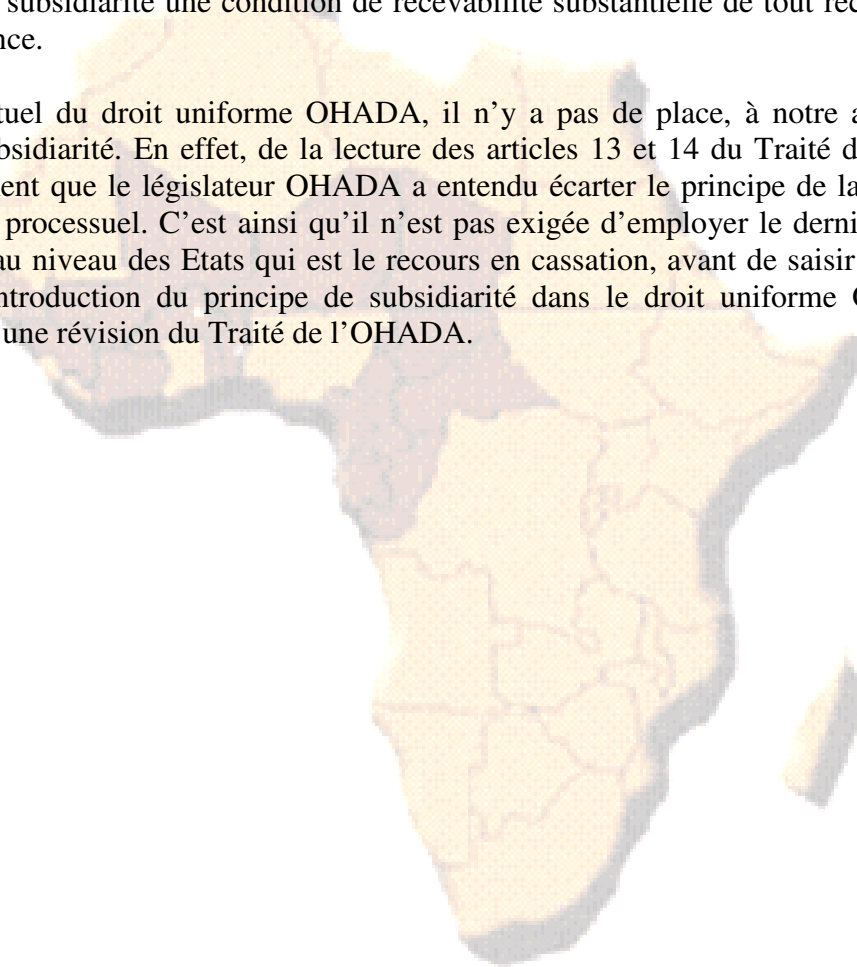 subsidiarité une condition de recevabilité substantielle de tout
nce.
tuel du droit uniforme OHADA, il n’y a pas de place, à notre a
bsidiarité. En effet, de la lecture des articles 13 et 14 du Traité d
ent que le législateur OHADA a entendu écarter le principe de la
processuel. C’est ainsi qu’il n’est pas exigée d’employer le derni
au niveau des Etats qui est le recours en cassation, avant de saisir
ntroduction du principe de subsidiarité dans le droit uniforme
une révision du Traité de l’OHADA.